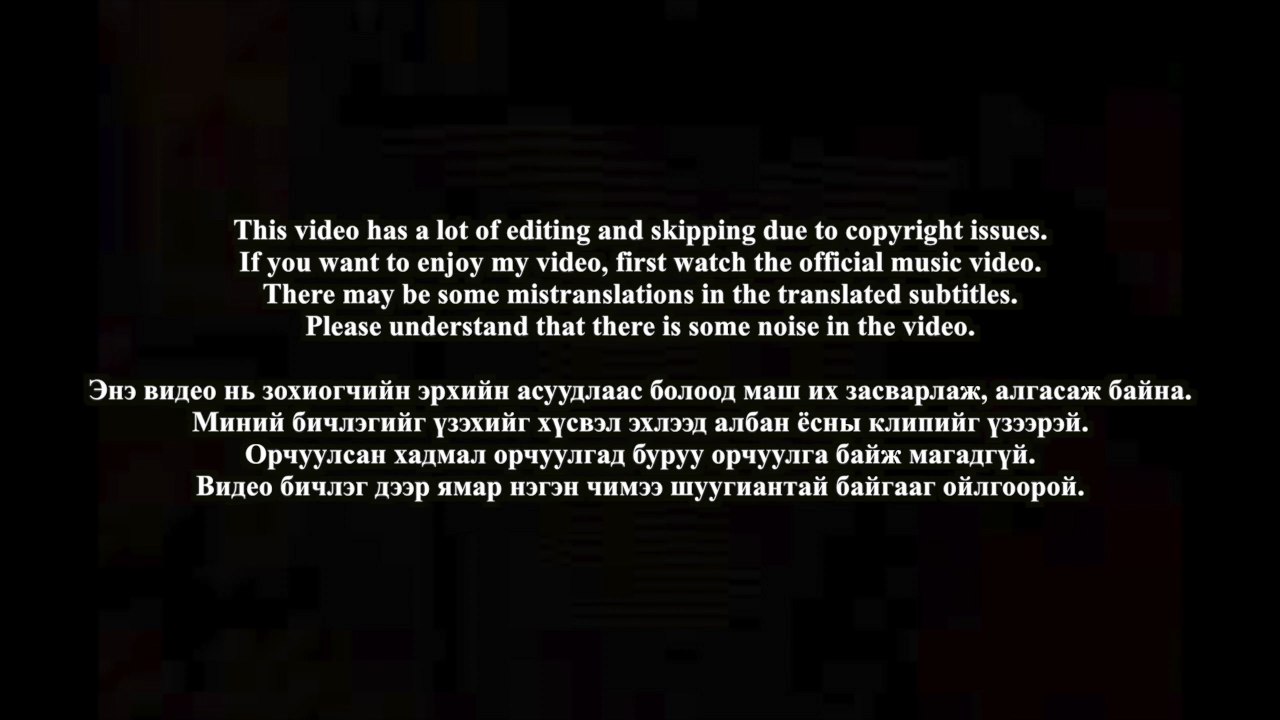 This video has a lot of editing and skipping due to copyright issues.
If you want to enjoy my video, first watch the official music video.
There may be some mistranslations in the translated subtitles.
Please understand that there is some noise in the video.
Энэ видео нь зохиогчийн эрхийн асуудлаас болоод маш их засварлаж, алгасаж байна.
Миний бичлэгийг үзэхийг хүсвэл эхлээд албан ёсны клипийг үзээрэй.
Орчуулсан хадмал орчуулгад буруу орчуулга байж магадгүй.
Видео бичлэг дээр ямар нэгэн чимээ шуугиантай байгааг ойлгоорой.